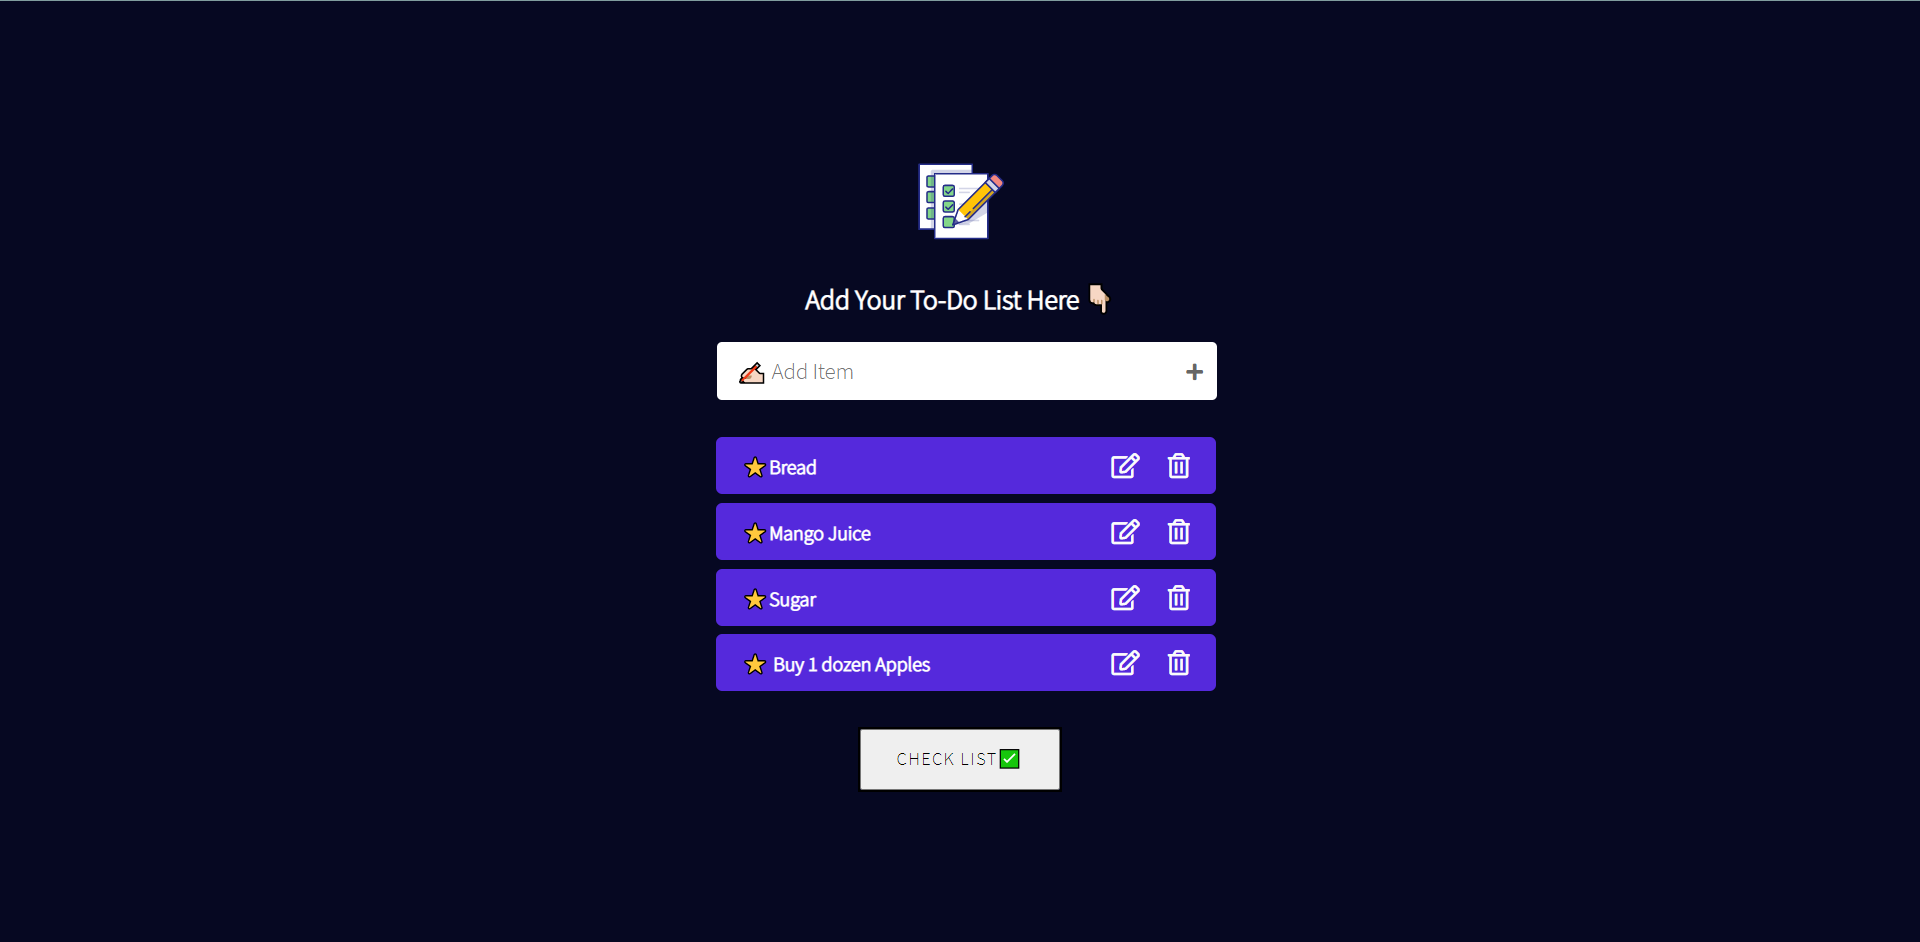 Add Your To-Do List Here 👇🏻
✍🏻 Add Item
⭐Bread
⭐Mango Juice
⭐Sugar
⭐ Buy 1 dozen Apples
CHECK LIST✅